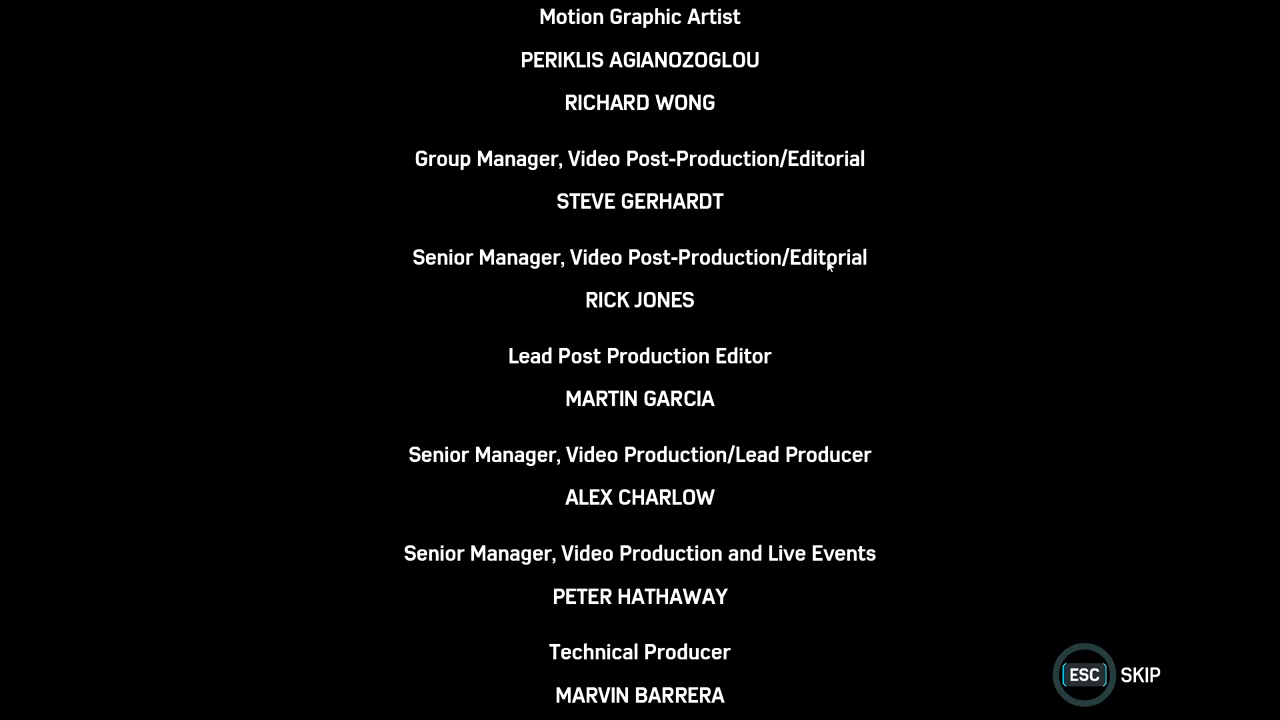 Motion Graphic Artist
PERIKLIS AGIANOZOGLOU
RICHARD WONG
Group Manager, Video Post-Production/Editorial
STEVE GERHARDT
Senior Manager, Video Post-Production/Editorial
RICK JONES
Lead Post Production Editor
MARTIN GARCIA
Senior Manager, Video Production/Lead Producer
ALEX CHARLOW
Senior Manager, Video Production and Live Events
PETER HATHAWAY
Technical Producer
MARVIN BARRERA
ESC SKIP